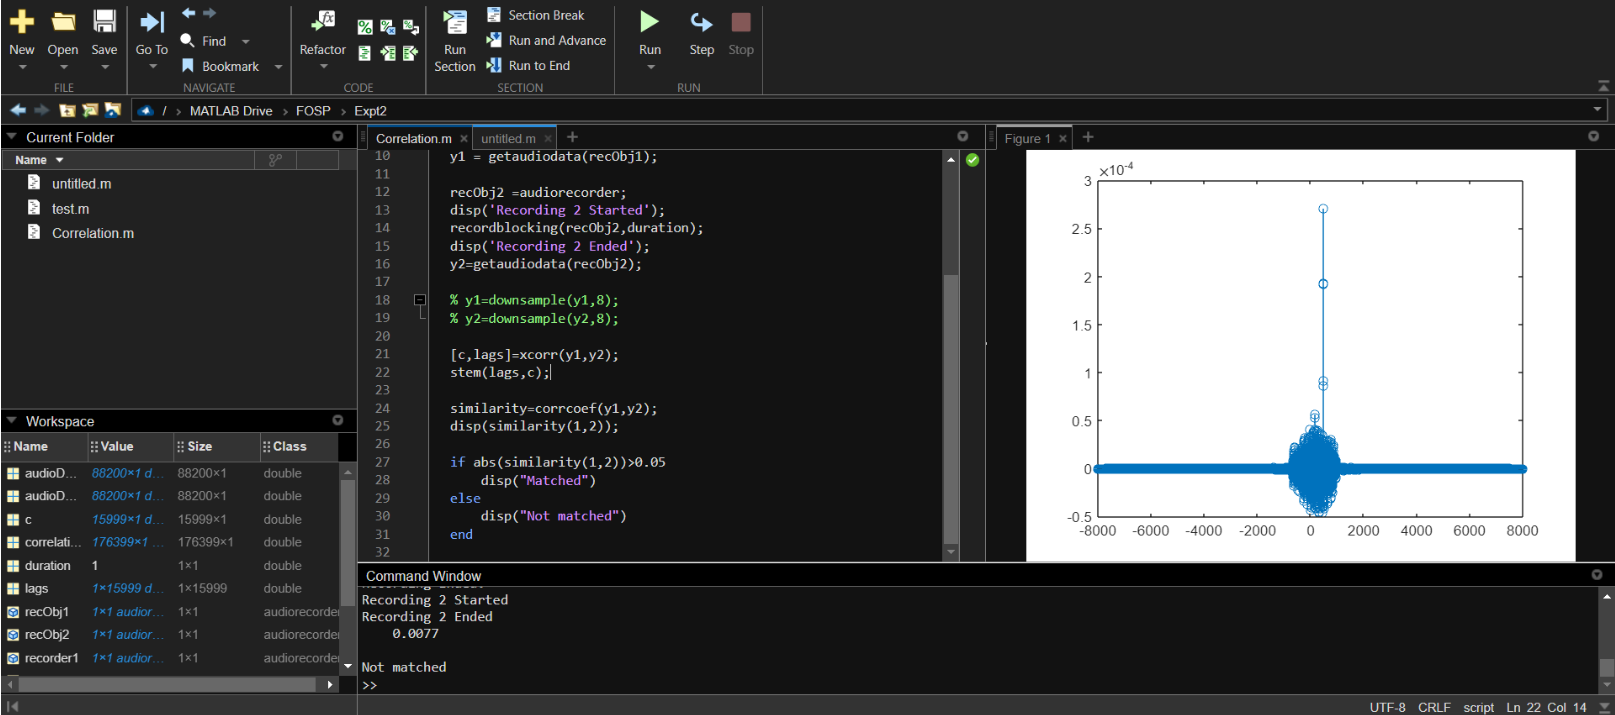 New Open Save
FILE
Go To
Find
Bookmark
NAVIGATE
Refactor
CODE
Run Section
Section Break
Run and Advance
Run to End
SECTION
Run Step Stop
RUN
/ › MATLAB Drive › FOSP › Expt2
Current Folder
Name
untitled.m
test.m
Correlation.m
Workspace
Name Value Size Class
audioD... 88200×1 d... 88200×1 double
audioD... 88200×1 d... 88200×1 double
c 15999×1 d... 15999×1 double
correlati... 176399×1 ... 176399×1 double
duration 1 1×1 double
lags 1×15999 d... 1×15999 double
recObj1 1×1 audior... 1×1 audiorecorde
recObj2 1×1 audior... 1×1 audiorecorde
recorder1 1×1 audior... 1×1 audiorecorde
Correlation.m × untitled.m × +
10 y1 = getaudiodata(recObj1);
11
12 recObj2 =audiorecorder;
13 disp('Recording 2 Started');
14 recordblocking(recObj2,duration);
15 disp('Recording 2 Ended');
16 y2=getaudiodata(recObj2);
17
18 % y1=downsample(y1,8);
19 % y2=downsample(y2,8);
20
21 [c,lags]=xcorr(y1,y2);
22 stem(lags,c);
23
24 similarity=corrcoef(y1,y2);
25 disp(similarity(1,2));
26
27 if abs(similarity(1,2))>0.05
28 disp("Matched")
29 else
30 disp("Not matched")
31 end
32
Figure 1 × +
×10-4
3
2.5
2
1.5
1
0.5
0
-0.5
-8000 -6000 -4000 -2000 0 2000 4000 6000 8000
Command Window
Recording 2 Started
Recording 2 Ended
0.0077
Not matched
>>
UTF-8 CRLF script Ln 22 Col 14